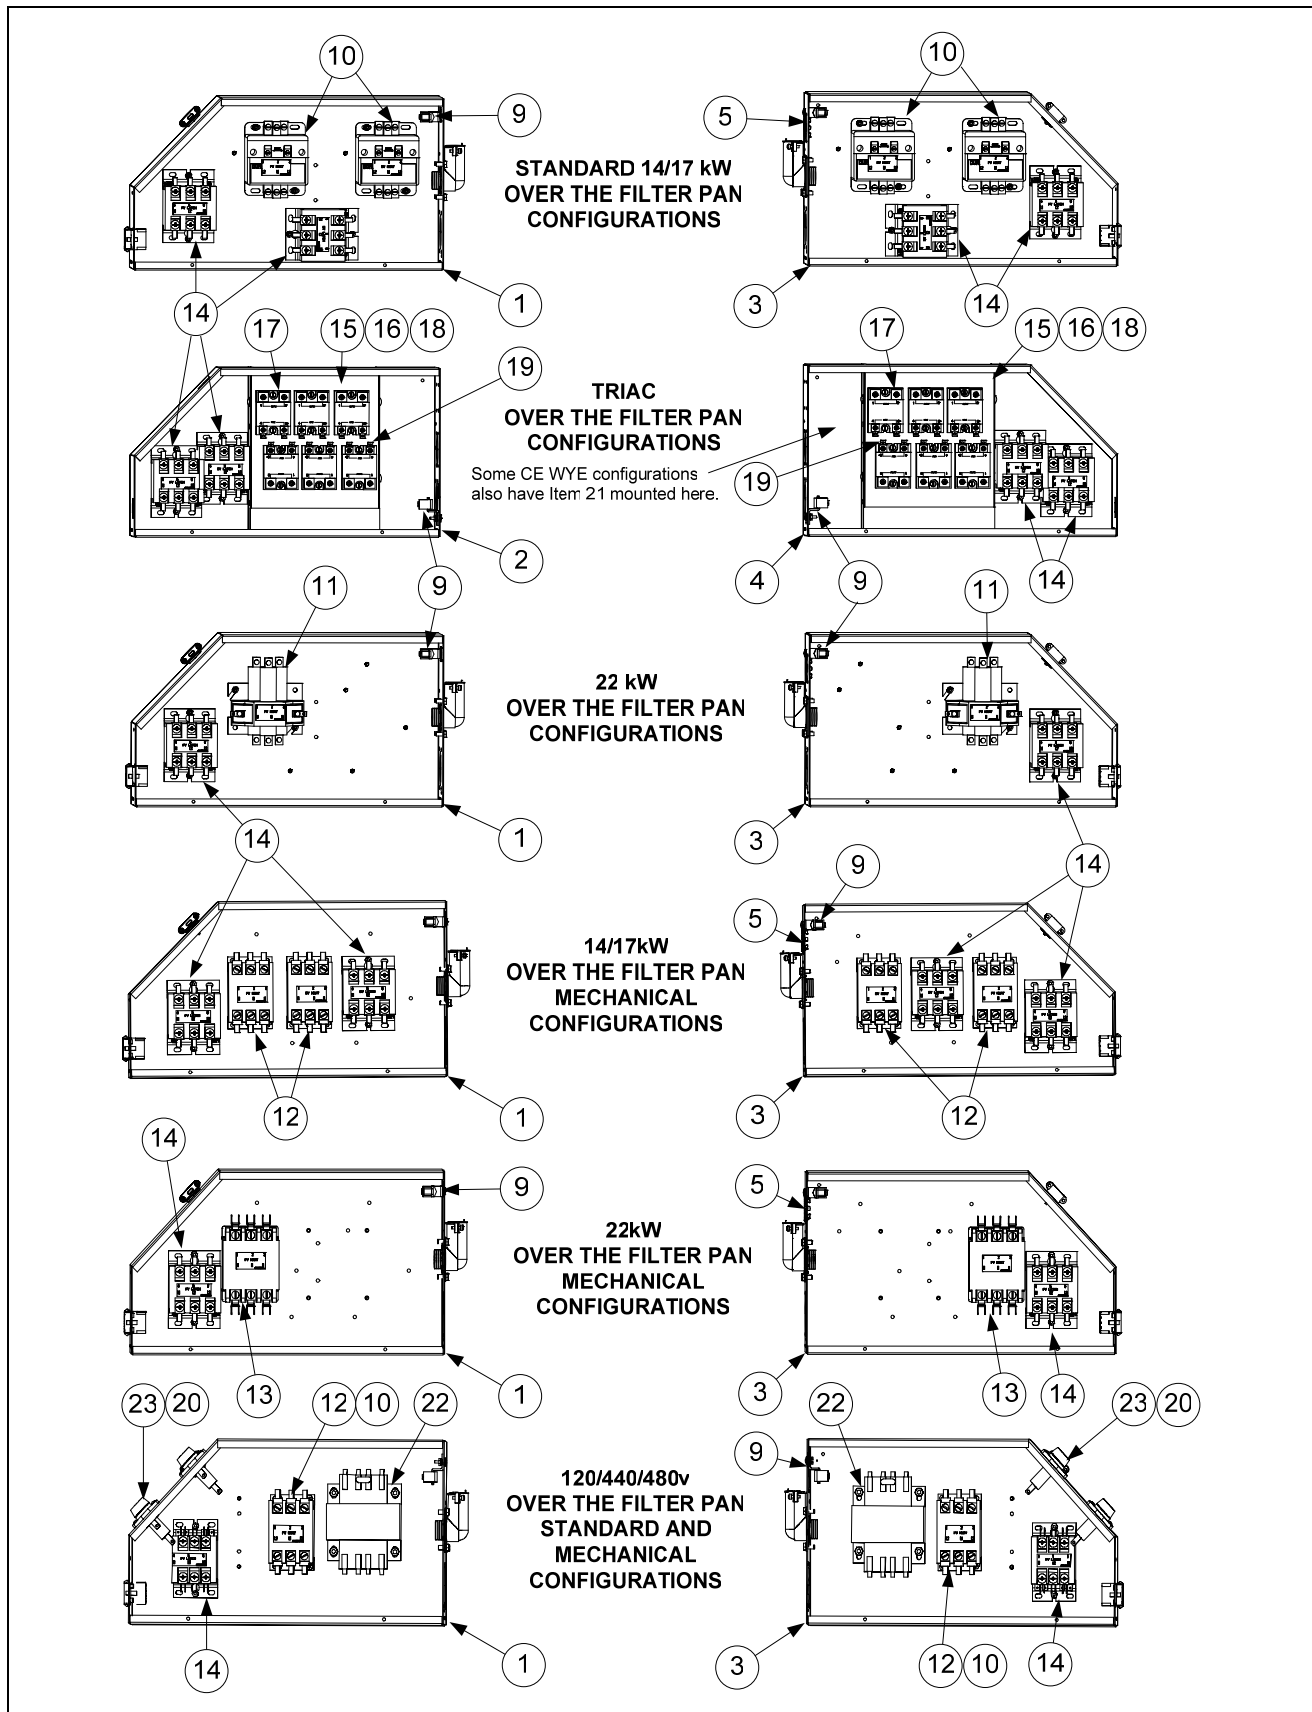 10
10
9
5
STANDARD 14/17 kW
OVER THE FILTER PAN
CONFIGURATIONS
14
1
3
14
17
15 16 18
19
17
15 16 18
TRIAC
OVER THE FILTER PAN
CONFIGURATIONS
Some CE WYE configurations
also have Item 21 mounted here.
19
2
4
9
9
14
11
11
22 kW
OVER THE FILTER PAN
CONFIGURATIONS
14
1
3
14
9
5
14/17kW
OVER THE FILTER PAN
MECHANICAL
CONFIGURATIONS
12
1
3
12
14
9
5
22kW
OVER THE FILTER PAN
MECHANICAL
CONFIGURATIONS
13
1
3
13
14
23 20
12 10
22
22
23 20
9
120/440/480v
OVER THE FILTER PAN
STANDARD AND
MECHANICAL
CONFIGURATIONS
14
1
3
12 10
14